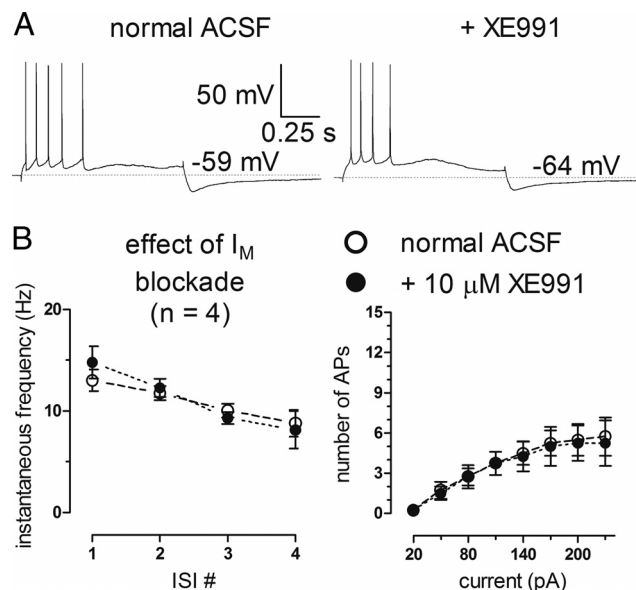 A
normal ACSF
+ XE991
50 mV
0.25 s
-59 mV
-64 mV
B
effect of I_M
blockade
(n = 4)
normal ACSF
+ 10 μM XE991
instantaneous frequency (Hz)
20
10
0
1 2 3 4
ISI #
number of APs
15
12
9
6
3
0
20 80 140 200
current (pA)